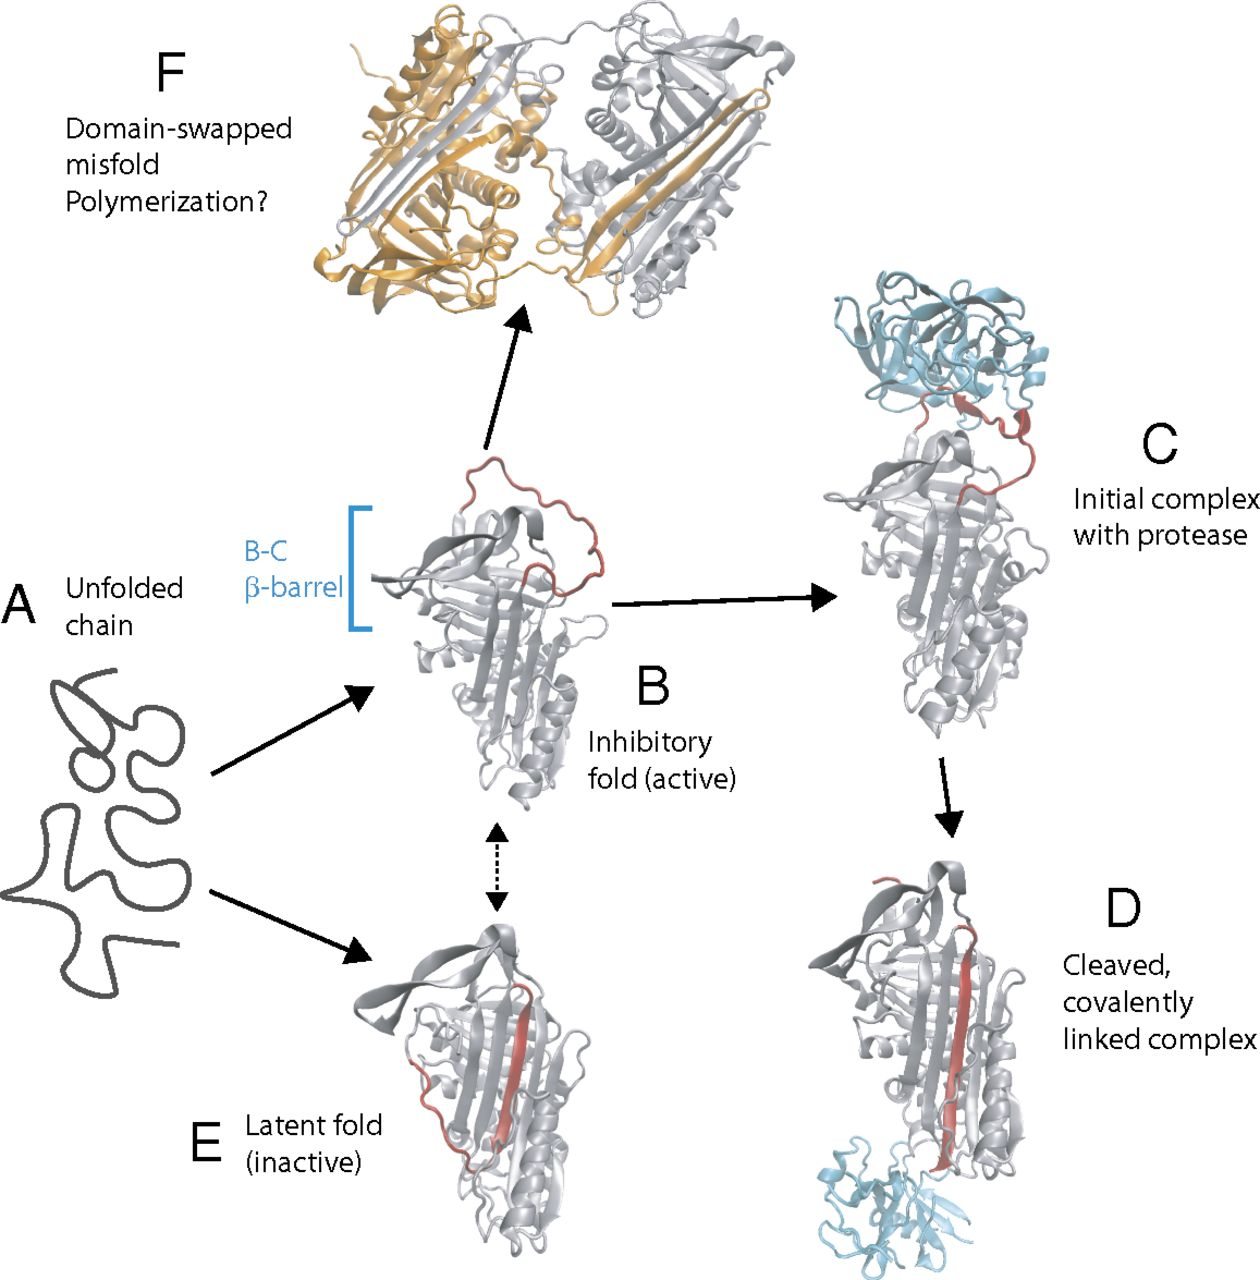 F
Domain-swapped
misfold
Polymerization?
C
Initial complex
with protease
B-C
β-barrel
A
Unfolded
chain
B
Inhibitory
fold (active)
D
Cleaved,
covalently
linked complex
E
Latent fold
(inactive)